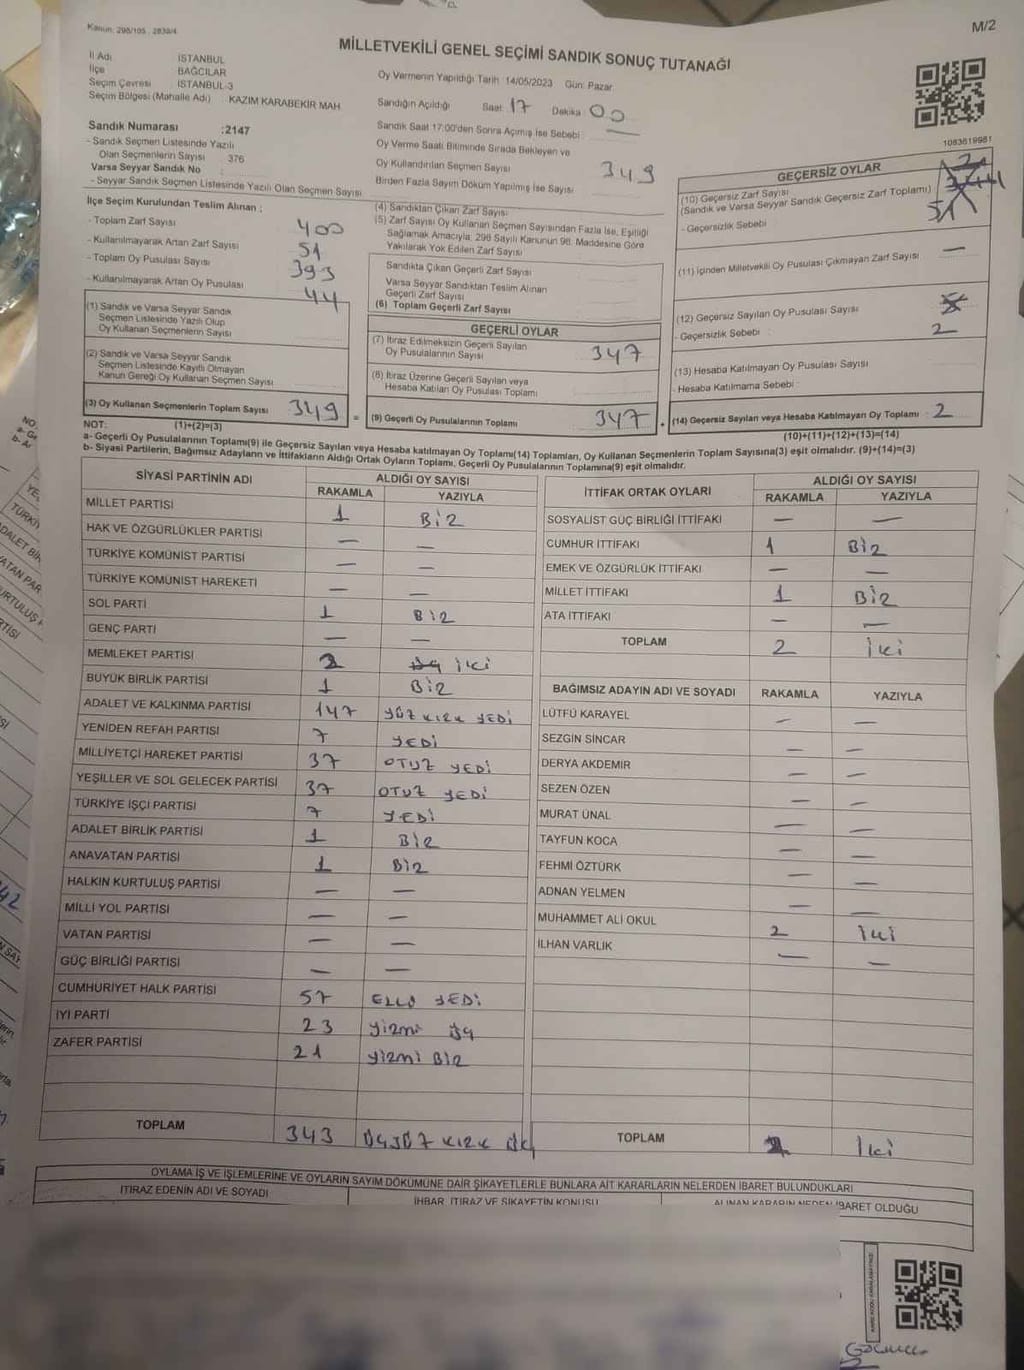 Kanun: 298/105 , 2839/4
M/2
MİLLETVEKİLİ GENEL SEÇİMİ SANDIK SONUÇ TUTANAĞI
İl Adı İSTANBUL
İlçe BAĞCILAR
Seçim Çevresi İSTANBUL-3
Seçim Bölgesi (Mahalle Adı) : KAZIM KARABEKİR MAH
Sandık Numarası :2147
- Sandık Seçmen Listesinde Yazılı
Olan Seçmenlerin Sayısı 376
Varsa Seyyar Sandık No :
- Seyyar Sandık Seçmen Listesinde Yazılı Olan Seçmen Sayısı
İlçe Seçim Kurulundan Teslim Alınan ;
- Toplam Zarf Sayısı 400
- Kullanılmayarak Artan Zarf Sayısı 51
- Toplam Oy Pusulası Sayısı 393
- Kullanılmayarak Artan Oy Pusulası 44
(1) Sandık ve Varsa Seyyar Sandık
Seçmen Listesinde Yazılı Olup
Oy Kullanan Seçmenlerin Sayısı
(2) Sandık ve Varsa Seyyar Sandık
Seçmen Listesinde Kayıtlı Olmayan
Kanun Gereği Oy Kullanan Seçmen Sayısı
(3) Oy Kullanan Seçmenlerin Toplam Sayısı 349 =
Oy Vermenin Yapıldığı Tarih 14/05/2023 Gün: Pazar
Sandığın Açıldığı Saat 17 Dakika 00
Sandık Saat 17:00'den Sonra Açılmış İse Sebebi : —
Oy Verme Saati Bitiminde Sırada Bekleyen ve
Oy Kullandırılan Seçmen Sayısı 349
Birden Fazla Sayım Döküm Yapılmış İse Sayısı
(4) Sandıktan Çıkan Zarf Sayısı
(5) Zarf Sayısı Oy Kullanan Seçmen Sayısından Fazla İse, Eşitliği
Sağlamak Amacıyla; 298 Sayılı Kanunun 98. Maddesine Göre
Yakılarak Yok Edilen Zarf Sayısı
Sandıkta Çıkan Geçerli Zarf Sayısı
Varsa Seyyar Sandıktan Teslim Alınan
Geçerli Zarf Sayısı
(6) Toplam Geçerli Zarf Sayısı
GEÇERLİ OYLAR
(7) İtiraz Edilmeksizin Geçerli Sayılan
Oy Pusulalarının Sayısı 347
(8) İtiraz Üzerine Geçerli Sayılan veya
Hesaba Katılan Oy Pusulası Toplamı
(9) Geçerli Oy Pusulalarının Toplamı 347 +
1083619981
GEÇERSİZ OYLAR
(10) Geçersiz Zarf Sayısı
(Sandık ve Varsa Seyyar Sandık Geçersiz Zarf Toplamı)
- Geçersizlik Sebebi 51
(11) İçinden Milletvekili Oy Pusulası Çıkmayan Zarf Sayısı —
(12) Geçersiz Sayılan Oy Pusulası Sayısı
- Geçersizlik Sebebi : 2
(13) Hesaba Katılmayan Oy Pusulası Sayısı
- Hesaba Katılmama Sebebi :
(14) Geçersiz Sayılan veya Hesaba Katılmayan Oy Toplamı 2
NOT: (1)+(2)=(3) (10)+(11)+(12)+(13)=(14)
a- Geçerli Oy Pusulalarının Toplamı(9) ile Geçersiz Sayılan veya Hesaba katılmayan Oy Toplamı(14) Toplamları, Oy Kullanan Seçmenlerin Toplam Sayısına(3) eşit olmalıdır. (9)+(14)=(3)
b- Siyasi Partilerin, Bağımsız Adayların ve İttifakların Aldığı Ortak Oyların Toplamı, Geçerli Oy Pusulalarının Toplamına(9) eşit olmalıdır.
SİYASİ PARTİNİN ADI ALDIĞI OY SAYISI
RAKAMLA YAZIYLA
MİLLET PARTİSİ 1 Bir
HAK VE ÖZGÜRLÜKLER PARTİSİ — —
TÜRKİYE KOMÜNİST PARTİSİ — —
TÜRKİYE KOMÜNİST HAREKETİ — —
SOL PARTİ 1 Bir
GENÇ PARTİ — —
MEMLEKET PARTİSİ 2 iki
BÜYÜK BİRLİK PARTİSİ 1 Bir
ADALET VE KALKINMA PARTİSİ 147 YÜZ KIRK YEDİ
YENİDEN REFAH PARTİSİ 7 YEDİ
MİLLİYETÇİ HAREKET PARTİSİ 37 OTUZ YEDİ
YEŞİLLER VE SOL GELECEK PARTİSİ 37 OTUZ YEDİ
TÜRKİYE İŞÇİ PARTİSİ 7 YEDİ
ADALET BİRLİK PARTİSİ 1 Bir
ANAVATAN PARTİSİ 1 Bir
HALKIN KURTULUŞ PARTİSİ — —
MİLLİ YOL PARTİSİ — —
VATAN PARTİSİ — —
GÜÇ BİRLİĞİ PARTİSİ — —
CUMHURİYET HALK PARTİSİ 57 ELLİ YEDİ
İYİ PARTİ 23 yirmi üç
ZAFER PARTİSİ 21 yirmi Bir
TOPLAM 343 ÜÇYÜZ KIRK ÜÇ
İTTİFAK ORTAK OYLARI ALDIĞI OY SAYISI
RAKAMLA YAZIYLA
SOSYALİST GÜÇ BİRLİĞİ İTTİFAKI — —
CUMHUR İTTİFAKI 1 Bir
EMEK VE ÖZGÜRLÜK İTTİFAKI — —
MİLLET İTTİFAKI 1 Bir
ATA İTTİFAKI — —
TOPLAM 2 İki
BAĞIMSIZ ADAYIN ADI VE SOYADI RAKAMLA YAZIYLA
LÜTFÜ KARAYEL — —
SEZGİN SİNCAR — —
DERYA AKDEMİR — —
SEZEN ÖZEN — —
MURAT ÜNAL — —
TAYFUN KOCA — —
FEHMİ ÖZTÜRK — —
ADNAN YELMEN — —
MUHAMMET ALİ OKUL 2 İki
İLHAN VARLIK — —
TOPLAM 2 İki
OYLAMA İŞ VE İŞLEMLERİNE VE OYLARIN SAYIM DÖKÜMÜNE DAİR ŞİKAYETLERLE BUNLARA AİT KARARLARIN NELERDEN İBARET BULUNDUKLARI
İTİRAZ EDENİN ADI VE SOYADI İHBAR, İTİRAZ VE ŞİKAYETİN KONUSU ALINAN KARARIN NEDEN İBARET OLDUĞU